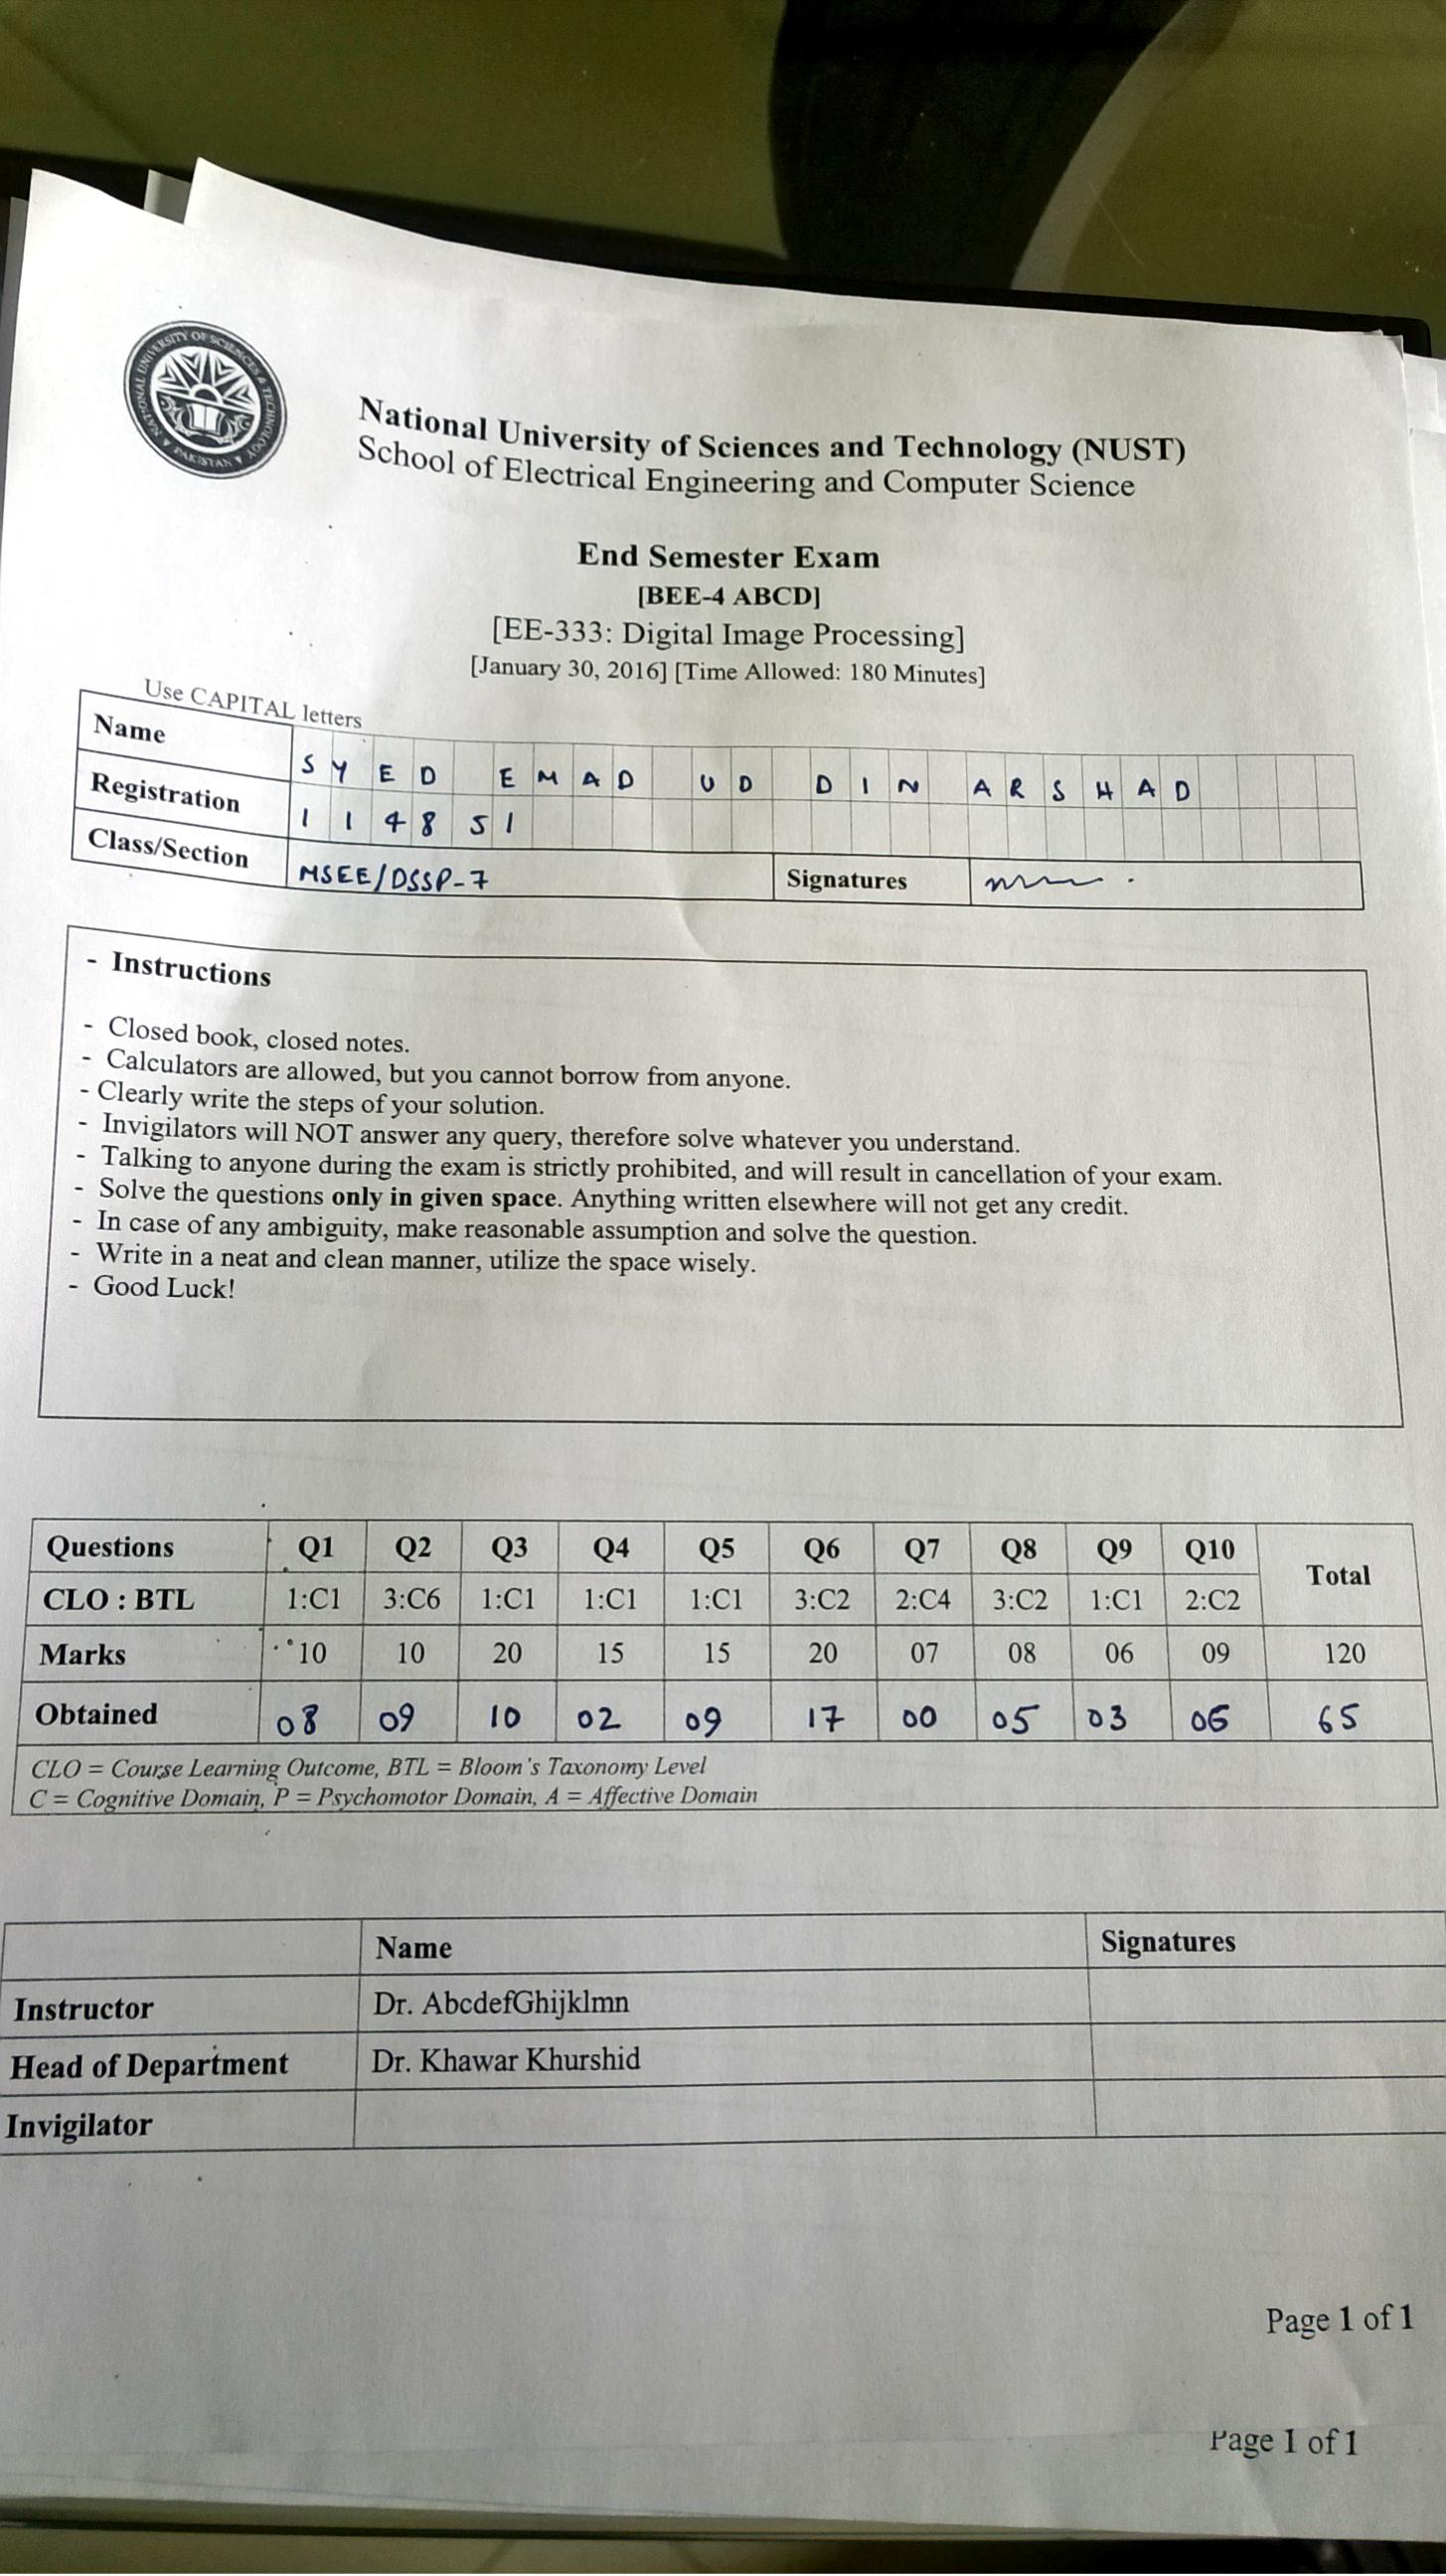 NATIONAL UNIVERSITY OF SCIENCES & TECHNOLOGY
PAKISTAN
National University of Sciences and Technology (NUST)
School of Electrical Engineering and Computer Science
End Semester Exam
[BEE-4 ABCD]
[EE-333: Digital Image Processing]
[January 30, 2016] [Time Allowed: 180 Minutes]
Use CAPITAL letters
Name SYED EMAD UD DIN ARSHAD
Registration 114851
Class/Section MSEE/DSSP-7 Signatures
- Instructions
- Closed book, closed notes.
- Calculators are allowed, but you cannot borrow from anyone.
- Clearly write the steps of your solution.
- Invigilators will NOT answer any query, therefore solve whatever you understand.
- Talking to anyone during the exam is strictly prohibited, and will result in cancellation of your exam.
- Solve the questions only in given space. Anything written elsewhere will not get any credit.
- In case of any ambiguity, make reasonable assumption and solve the question.
- Write in a neat and clean manner, utilize the space wisely.
- Good Luck!
Questions Q1 Q2 Q3 Q4 Q5 Q6 Q7 Q8 Q9 Q10 Total
CLO : BTL 1:C1 3:C6 1:C1 1:C1 1:C1 3:C2 2:C4 3:C2 1:C1 2:C2
Marks 10 10 20 15 15 20 07 08 06 09 120
Obtained 08 09 10 02 09 17 00 05 03 06 65
CLO = Course Learning Outcome, BTL = Bloom's Taxonomy Level
C = Cognitive Domain, P = Psychomotor Domain, A = Affective Domain
Name Signatures
Instructor Dr. AbcdefGhijklmn
Head of Department Dr. Khawar Khurshid
Invigilator
Page 1 of 1
Page 1 of 1